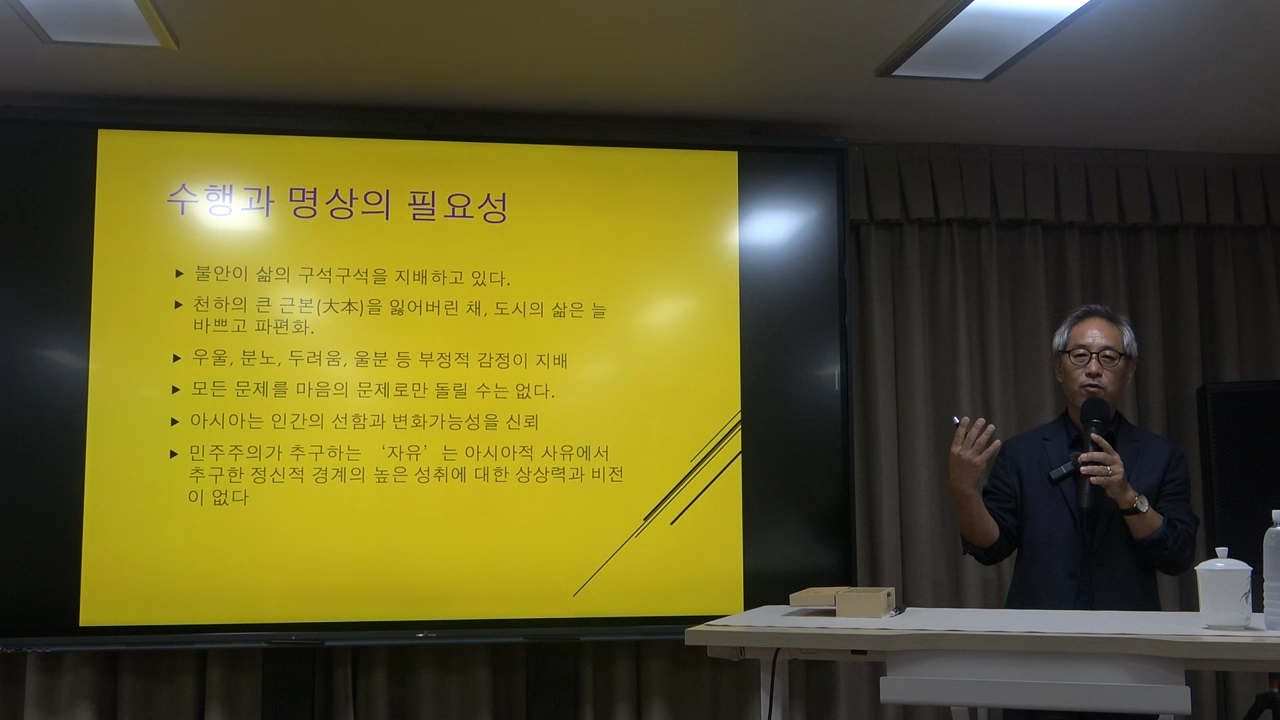 수행과 명상의 필요성
▶ 불안이 삶의 구석구석을 지배하고 있다.
▶ 천하의 큰 근본(大本)을 잃어버린 채, 도시의 삶은 늘
바쁘고 파편화.
▶ 우울, 분노, 두려움, 울분 등 부정적 감정이 지배
▶ 모든 문제를 마음의 문제로만 돌릴 수는 없다.
▶ 아시아는 인간의 선함과 변화가능성을 신뢰
▶ 민주주의가 추구하는 ‘자유’ 는 아시아적 사유에서
추구한 정신적 경계의 높은 성취에 대한 상상력과 비전
이 없다